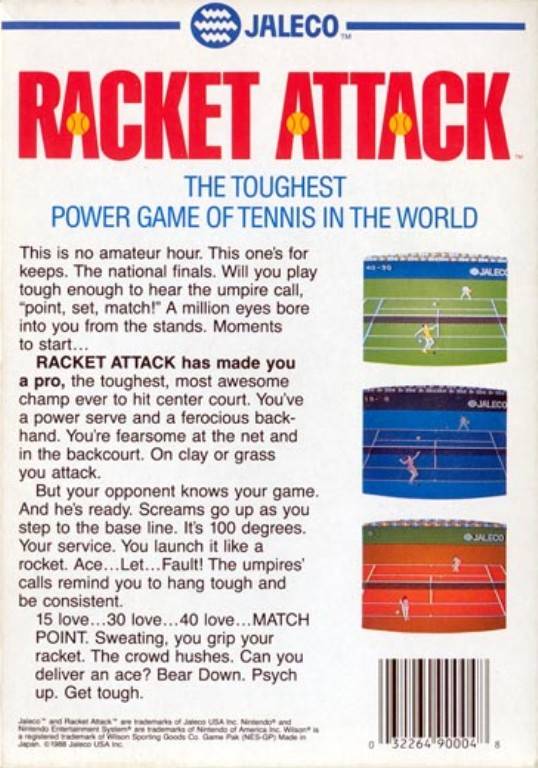 JALECO™
RACKET ATTACK™
THE TOUGHEST
POWER GAME OF TENNIS IN THE WORLD
This is no amateur hour. This one's for
keeps. The national finals. Will you play
tough enough to hear the umpire call,
"point, set, match!" A million eyes bore
into you from the stands. Moments
to start...
RACKET ATTACK has made you
a pro, the toughest, most awesome
champ ever to hit center court. You've
a power serve and a ferocious back-
hand. You're fearsome at the net and
in the backcourt. On clay or grass
you attack.
But your opponent knows your game.
And he's ready. Screams go up as you
step to the base line. It's 100 degrees.
Your service. You launch it like a
rocket. Ace...Let...Fault! The umpires'
calls remind you to hang tough and
be consistent.
15 love...30 love...40 love...MATCH
POINT. Sweating, you grip your
racket. The crowd hushes. Can you
deliver an ace? Bear Down. Psych
up. Get tough.
40-30
JALECO
15-0
JALECO
JALECO
Jaleco™ and Racket Attack™ are trademarks of Jaleco USA Inc. Nintendo® and
Nintendo Entertainment System® are trademarks of Nintendo of America Inc. Wilson® is
a registered trademark of Wilson Sporting Goods Co. Game Pak (NES-GP) Made in
Japan. ©1988 Jaleco USA Inc.
0 32264 90004 8